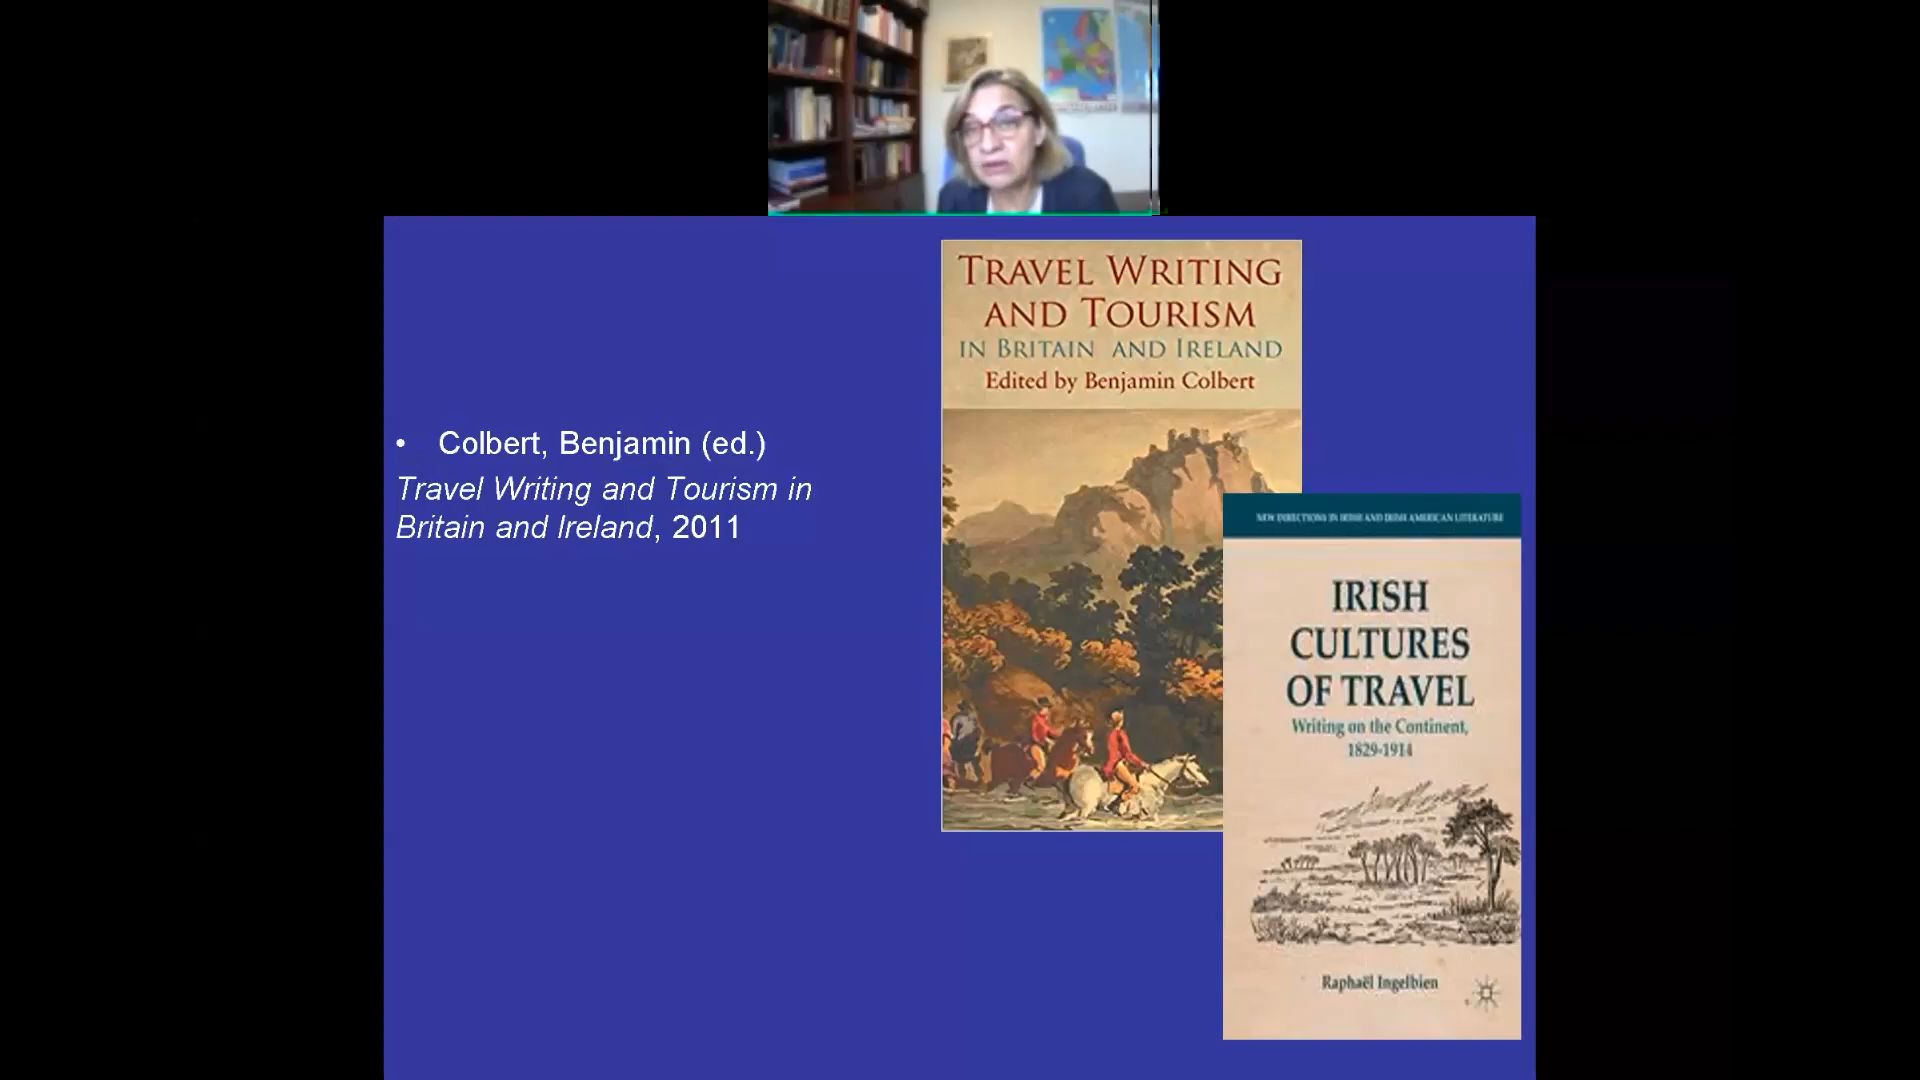 • Colbert, Benjamin (ed.)
Travel Writing and Tourism in
Britain and Ireland, 2011
TRAVEL WRITING
AND TOURISM
IN BRITAIN AND IRELAND
Edited by Benjamin Colbert
NEW DIRECTIONS IN IRISH AND IRISH AMERICAN LITERATURE
IRISH
CULTURES
OF TRAVEL
Writing on the Continent,
1829-1914
Raphaël Ingelbien